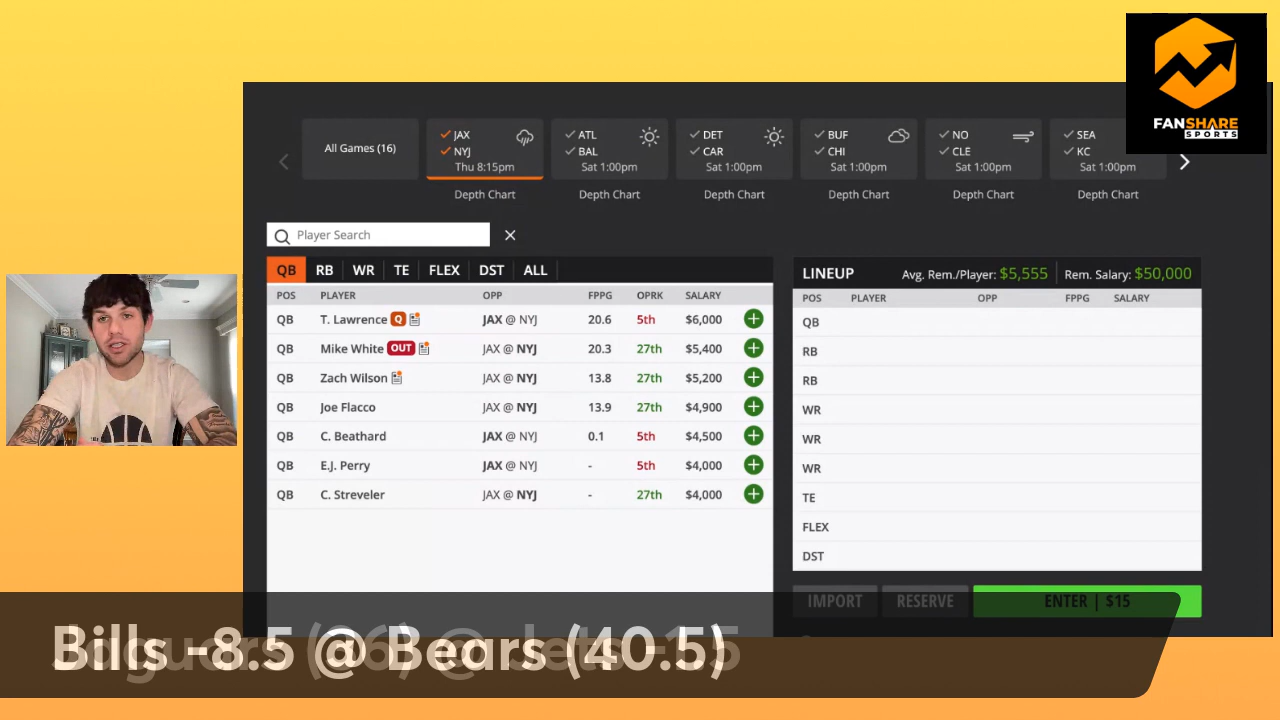 FANSHARE
SPORTS
All Games (16)
JAX
NYJ
Thu 8:15pm
Depth Chart
ATL
BAL
Sat 1:00pm
Depth Chart
DET
CAR
Sat 1:00pm
Depth Chart
BUF
CHI
Sat 1:00pm
Depth Chart
NO
CLE
Sat 1:00pm
Depth Chart
SEA
KC
Sat 1:00pm
Depth Chart
Player Search
QB RB WR TE FLEX DST ALL
POS PLAYER OPP FPPG OPRK SALARY
QB T. Lawrence Q JAX @ NYJ 20.6 5th $6,000
QB Mike White OUT JAX @ NYJ 20.3 27th $5,400
QB Zach Wilson JAX @ NYJ 13.8 27th $5,200
QB Joe Flacco JAX @ NYJ 13.9 27th $4,900
QB C. Beathard JAX @ NYJ 0.1 5th $4,500
QB E.J. Perry JAX @ NYJ - 5th $4,000
QB C. Streveler JAX @ NYJ - 27th $4,000
LINEUP Avg. Rem./Player: $5,555 Rem. Salary: $50,000
POS PLAYER OPP FPPG SALARY
QB
RB
RB
WR
WR
WR
TE
FLEX
DST
IMPORT RESERVE ENTER | $15
Bills -8.5 @ Bears (40.5)